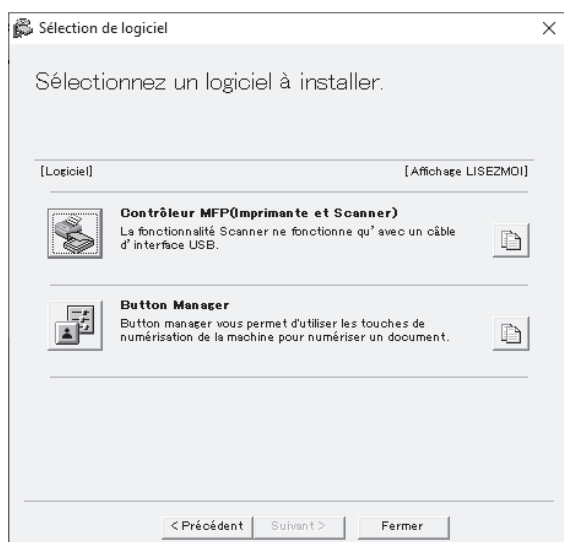 Sélection de logiciel
Sélectionnez un logiciel à installer.
[Logiciel] [Affichage LISEZMOI]
Contrôleur MFP(Imprimante et Scanner)
La fonctionnalité Scanner ne fonctionne qu'avec un câble
d'interface USB.
Button Manager
Button manager vous permet d'utiliser les touches de
numérisation de la machine pour numériser un document.
< Précédent Suivant > Fermer